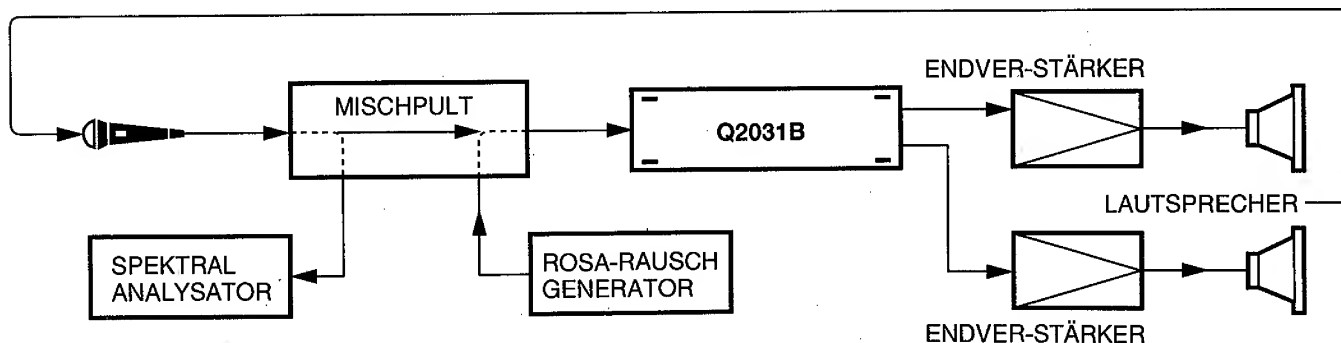 ENDVER-STÄRKER
MISCHPULT
Q2031B
LAUTSPRECHER
SPEKTRAL
ANALYSATOR
ROSA-RAUSCH
GENERATOR
ENDVER-STÄRKER